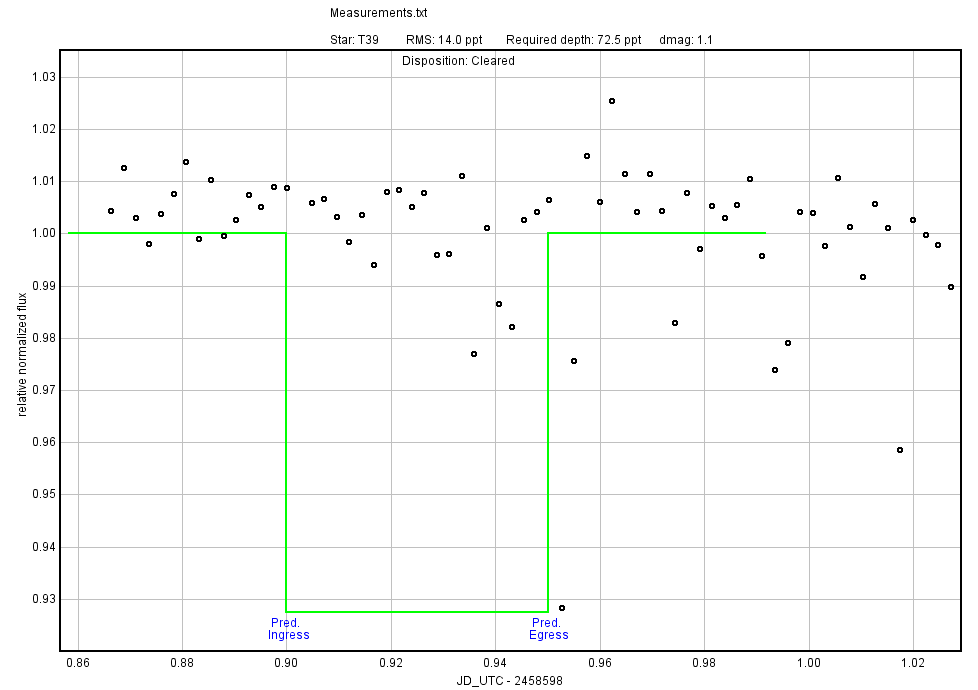 Measurements.txt
Star: T39 RMS: 14.0 ppt Required depth: 72.5 ppt dmag: 1.1
Disposition: Cleared
1.03
1.02
1.01
1.00
0.99
0.98
0.97
0.96
0.95
0.94
0.93
relative normalized flux
Pred.
Ingress
Pred.
Egress
0.86 0.88 0.90 0.92 0.94 0.96 0.98 1.00 1.02
JD_UTC - 2458598